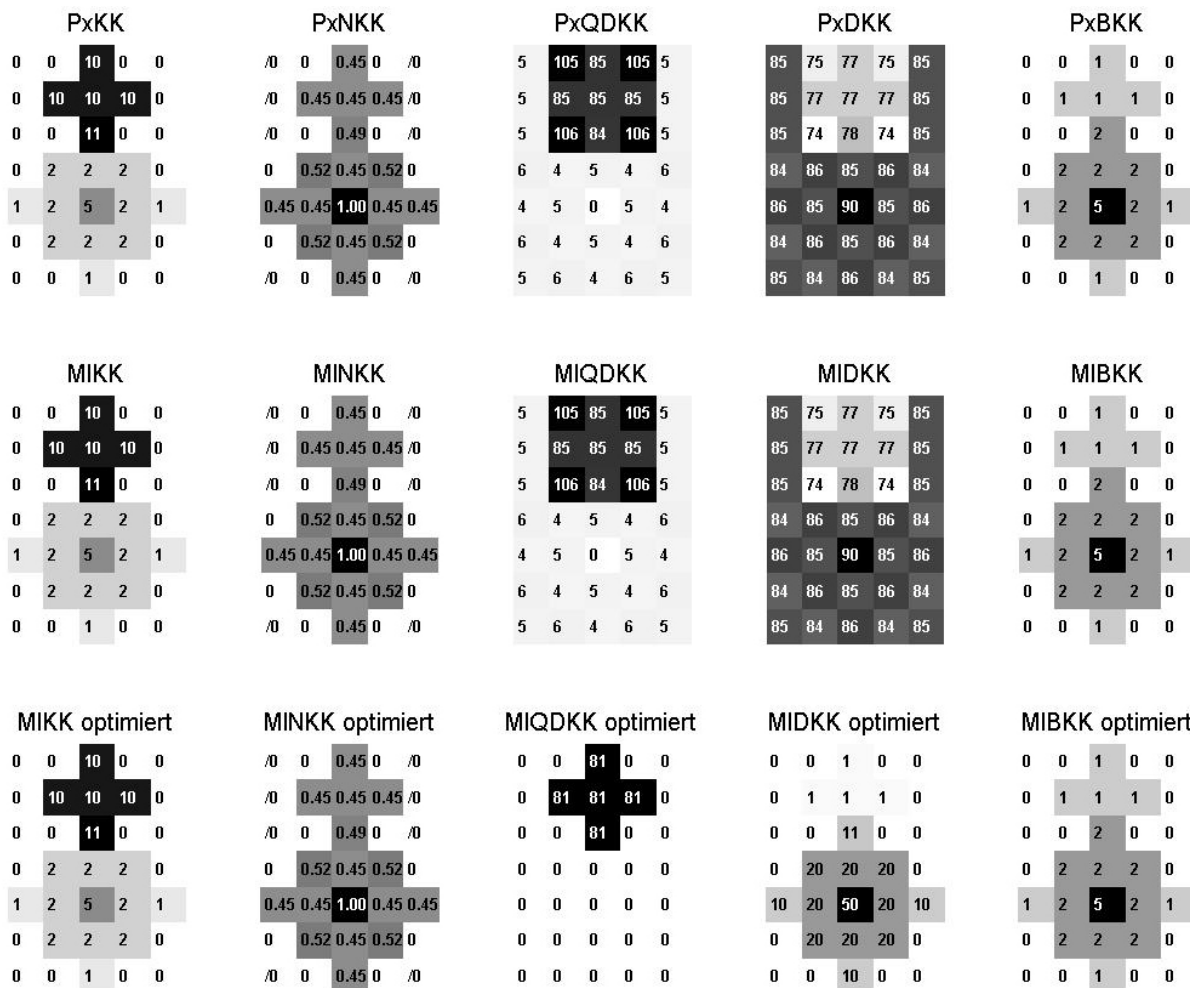 PxKK PxNKK PxQDKK PxDKK PxBKK
0 0 10 0 0 /0 0 0.45 0 /0 5 105 85 105 5 85 75 77 75 85 0 0 1 0 0
0 10 10 10 0 /0 0.45 0.45 0.45 /0 5 85 85 85 5 85 77 77 77 85 0 1 1 1 0
0 0 11 0 0 /0 0 0.49 0 /0 5 106 84 106 5 85 74 78 74 85 0 0 2 0 0
0 2 2 2 0 0 0.52 0.45 0.52 0 6 4 5 4 6 84 86 85 86 84 0 2 2 2 0
1 2 5 2 1 0.45 0.45 1.00 0.45 0.45 4 5 0 5 4 86 85 90 85 86 1 2 5 2 1
0 2 2 2 0 0 0.52 0.45 0.52 0 6 4 5 4 6 84 86 85 86 84 0 2 2 2 0
0 0 1 0 0 /0 0 0.45 0 /0 5 6 4 6 5 85 84 86 84 85 0 0 1 0 0
MIKK MINKK MIQDKK MIDKK MIBKK
0 0 10 0 0 /0 0 0.45 0 /0 5 105 85 105 5 85 75 77 75 85 0 0 1 0 0
0 10 10 10 0 /0 0.45 0.45 0.45 /0 5 85 85 85 5 85 77 77 77 85 0 1 1 1 0
0 0 11 0 0 /0 0 0.49 0 /0 5 106 84 106 5 85 74 78 74 85 0 0 2 0 0
0 2 2 2 0 0 0.52 0.45 0.52 0 6 4 5 4 6 84 86 85 86 84 0 2 2 2 0
1 2 5 2 1 0.45 0.45 1.00 0.45 0.45 4 5 0 5 4 86 85 90 85 86 1 2 5 2 1
0 2 2 2 0 0 0.52 0.45 0.52 0 6 4 5 4 6 84 86 85 86 84 0 2 2 2 0
0 0 1 0 0 /0 0 0.45 0 /0 5 6 4 6 5 85 84 86 84 85 0 0 1 0 0
MIKK optimiert MINKK optimiert MIQDKK optimiert MIDKK optimiert MIBKK optimiert
0 0 10 0 0 /0 0 0.45 0 /0 0 0 81 0 0 0 0 1 0 0 0 0 1 0 0
0 10 10 10 0 /0 0.45 0.45 0.45 /0 0 81 81 81 0 0 1 1 1 0 0 1 1 1 0
0 0 11 0 0 /0 0 0.49 0 /0 0 0 81 0 0 0 0 11 0 0 0 0 2 0 0
0 2 2 2 0 0 0.52 0.45 0.52 0 0 0 0 0 0 0 20 20 20 0 0 2 2 2 0
1 2 5 2 1 0.45 0.45 1.00 0.45 0.45 0 0 0 0 0 10 20 50 20 10 1 2 5 2 1
0 2 2 2 0 0 0.52 0.45 0.52 0 0 0 0 0 0 0 20 20 20 0 0 2 2 2 0
0 0 1 0 0 /0 0 0.45 0 /0 0 0 0 0 0 0 0 10 0 0 0 0 1 0 0